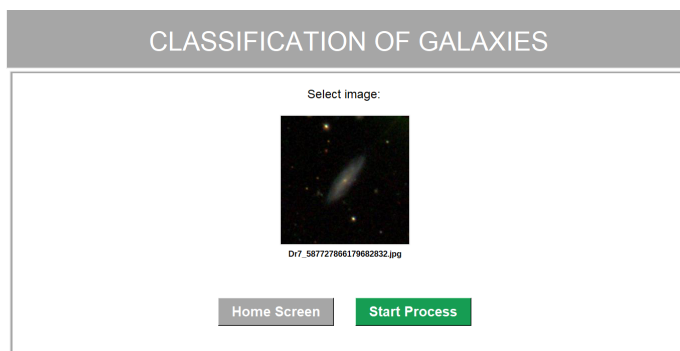 CLASSIFICATION OF GALAXIES
Select image:
Dr7_587727866179682832.jpg
Home Screen
Start Process